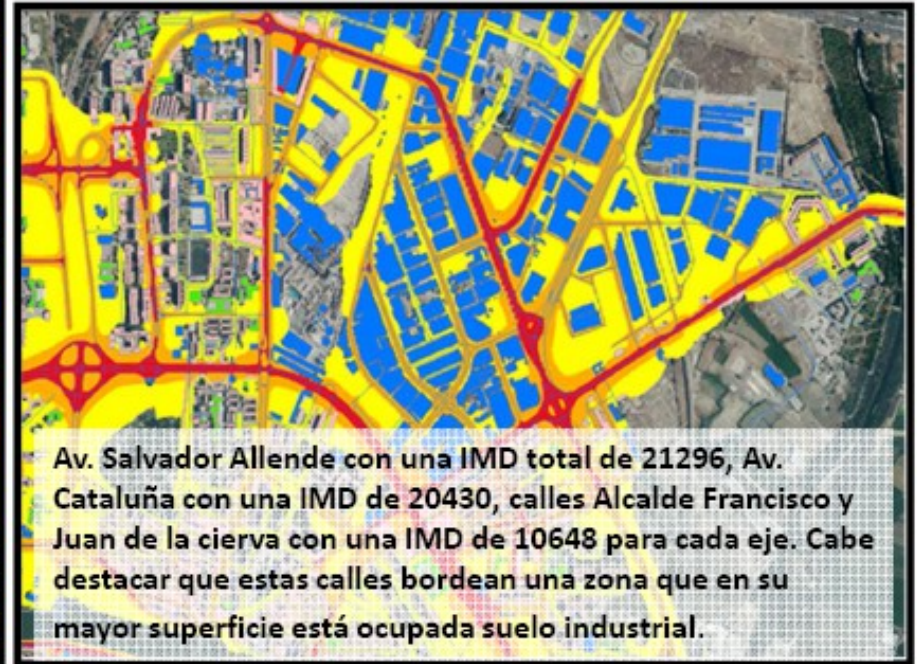 Av. Salvador Allende con una IMD total de 21296, Av.
Cataluña con una IMD de 20430, calles Alcalde Francisco y
Juan de la cierva con una IMD de 10648 para cada eje. Cabe
destacar que estas calles bordean una zona que en su
mayor superficie está ocupada suelo industrial.